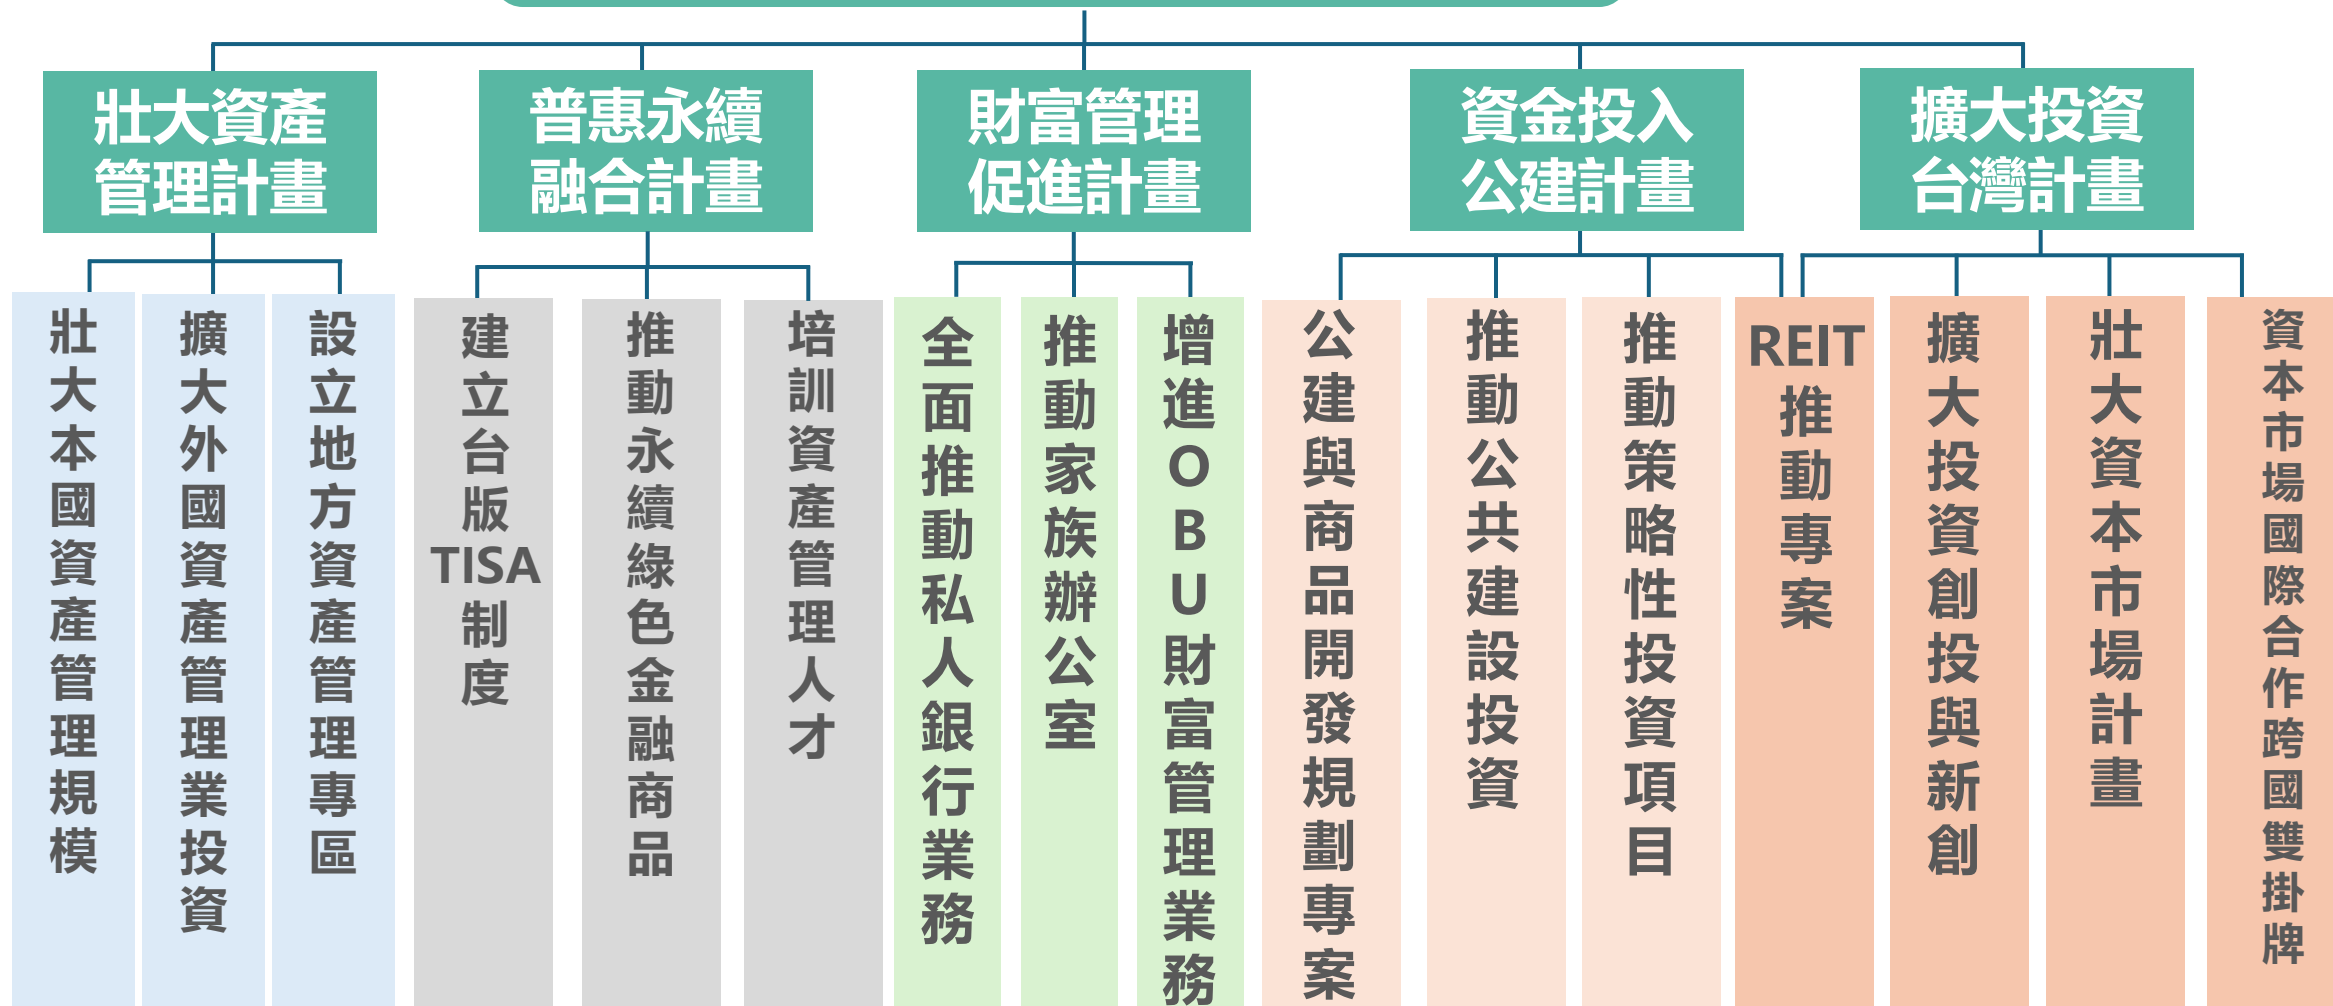 壯大資產
管理計畫
普惠永續
融合計畫
財富管理
促進計畫
資金投入
公建計畫
擴大投資
台灣計畫
壯大本國資產管理規模
擴大外國資產管理業投資
設立地方資產管理專區
建立台版TISA制度
推動永續綠色金融商品
培訓資產管理人才
全面推動私人銀行業務
推動家族辦公室
增進OBU財富管理業務
公建與商品開發規劃專案
推動公共建設投資
推動策略性投資項目
REIT推動專案
擴大投資創投與新創
壯大資本市場計畫
資本市場國際合作跨國雙掛牌